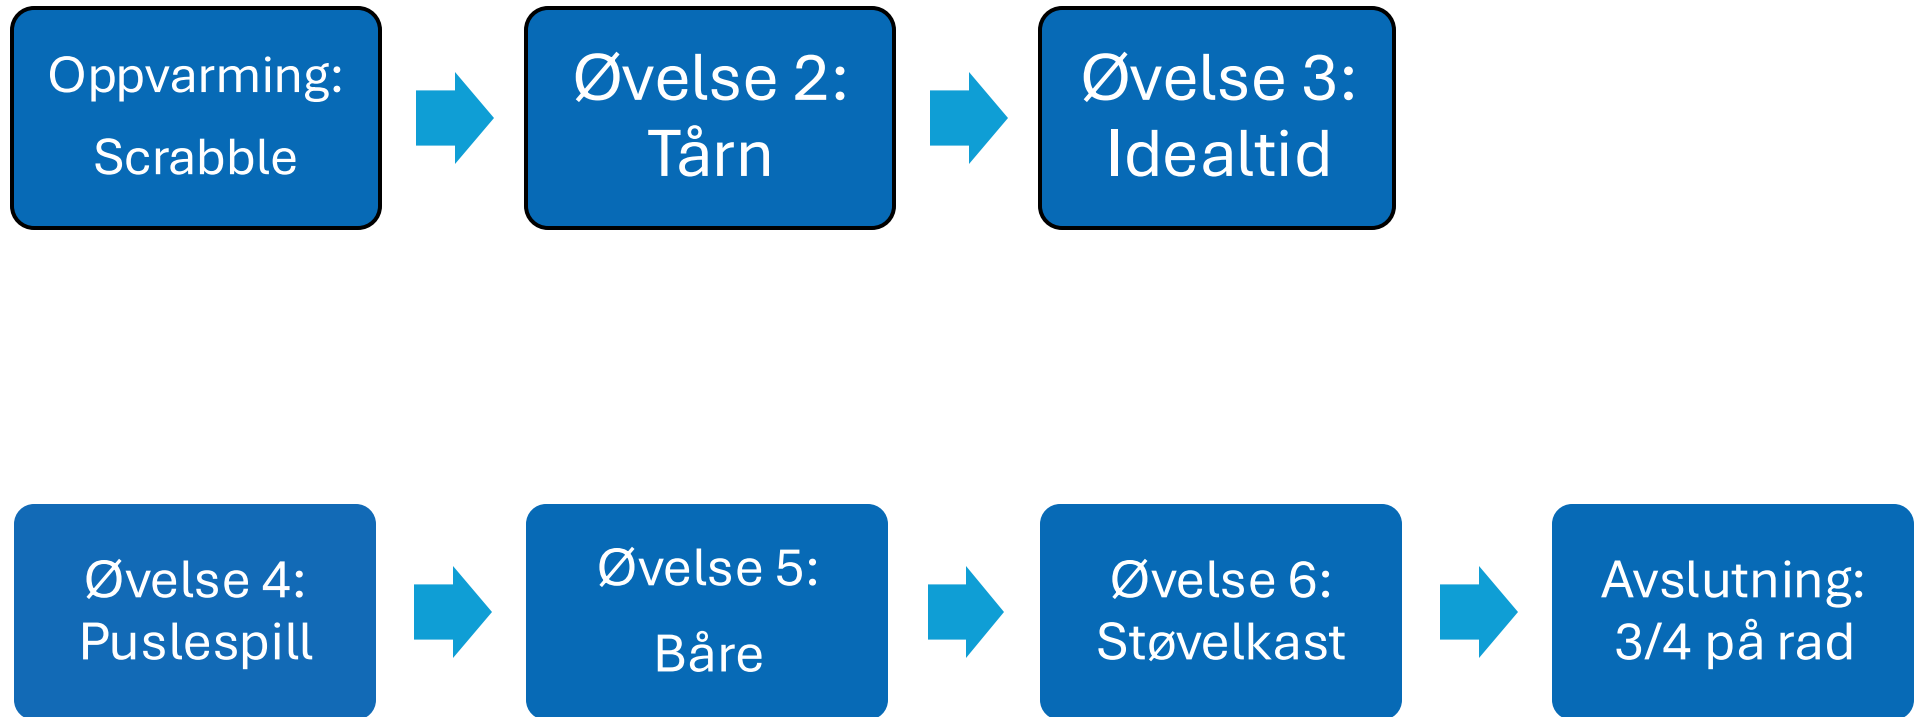 Oppvarming:
Scrabble
Øvelse 2:
Tårn
Øvelse 3:
Idealtid
Øvelse 4:
Puslespill
Øvelse 5:
Båre
Øvelse 6:
Støvelkast
Avslutning:
3/4 på rad